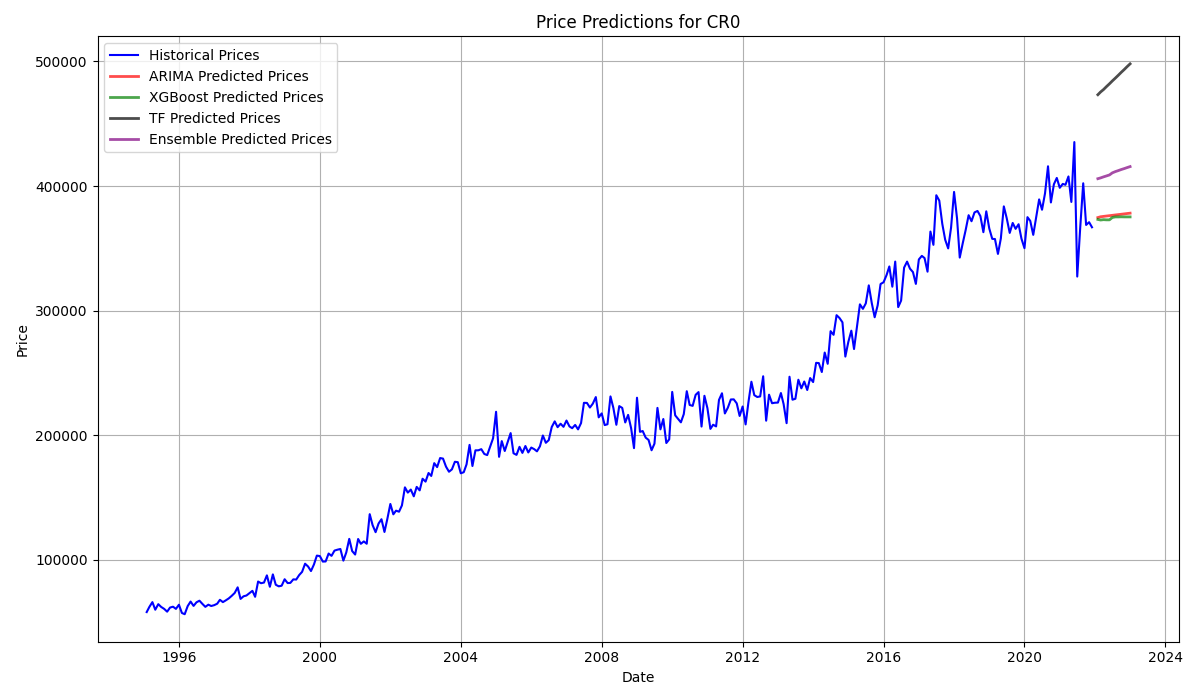 Price Predictions for CR0
Historical Prices
ARIMA Predicted Prices
XGBoost Predicted Prices
TF Predicted Prices
Ensemble Predicted Prices
500000
400000
300000
200000
100000
Price
1996 2000 2004 2008 2012 2016 2020 2024
Date